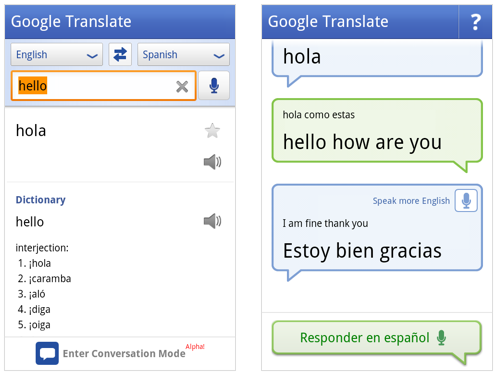 Google Translate
English
Spanish
hello
hola
Dictionary
hello
interjection:
1. ¡hola
2. ¡caramba
3. ¡aló
4. ¡diga
5. ¡oiga
Enter Conversation Mode Alpha!
Google Translate ?
hola
hola como estas
hello how are you
Speak more English
I am fine thank you
Estoy bien gracias
Responder en español